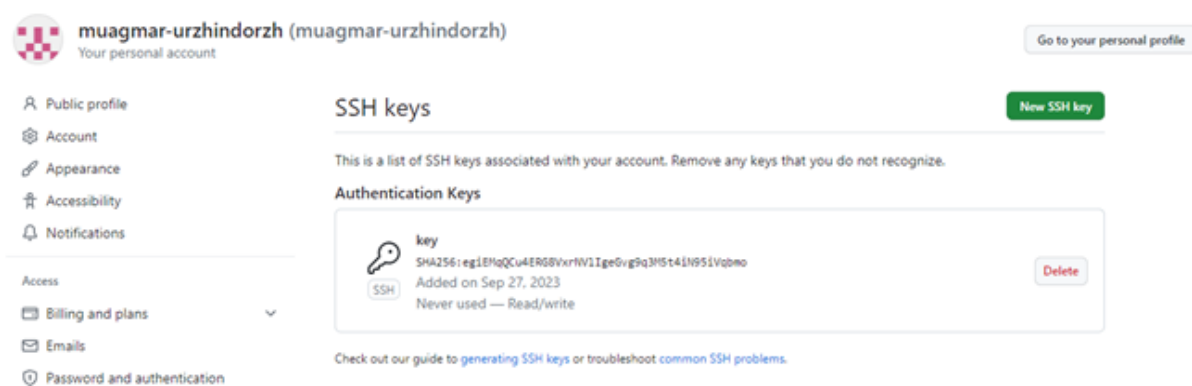 muagmar-urzhindorzh (muagmar-urzhindorzh)
Your personal account
Go to your personal profile
Public profile
Account
Appearance
Accessibility
Notifications
Access
Billing and plans
Emails
Password and authentication
SSH keys
New SSH key
This is a list of SSH keys associated with your account. Remove any keys that you do not recognize.
Authentication Keys
key
SSH
Added on Sep 27, 2023
Never used — Read/write
Delete
Check out our guide to generating SSH keys or troubleshoot common SSH problems.